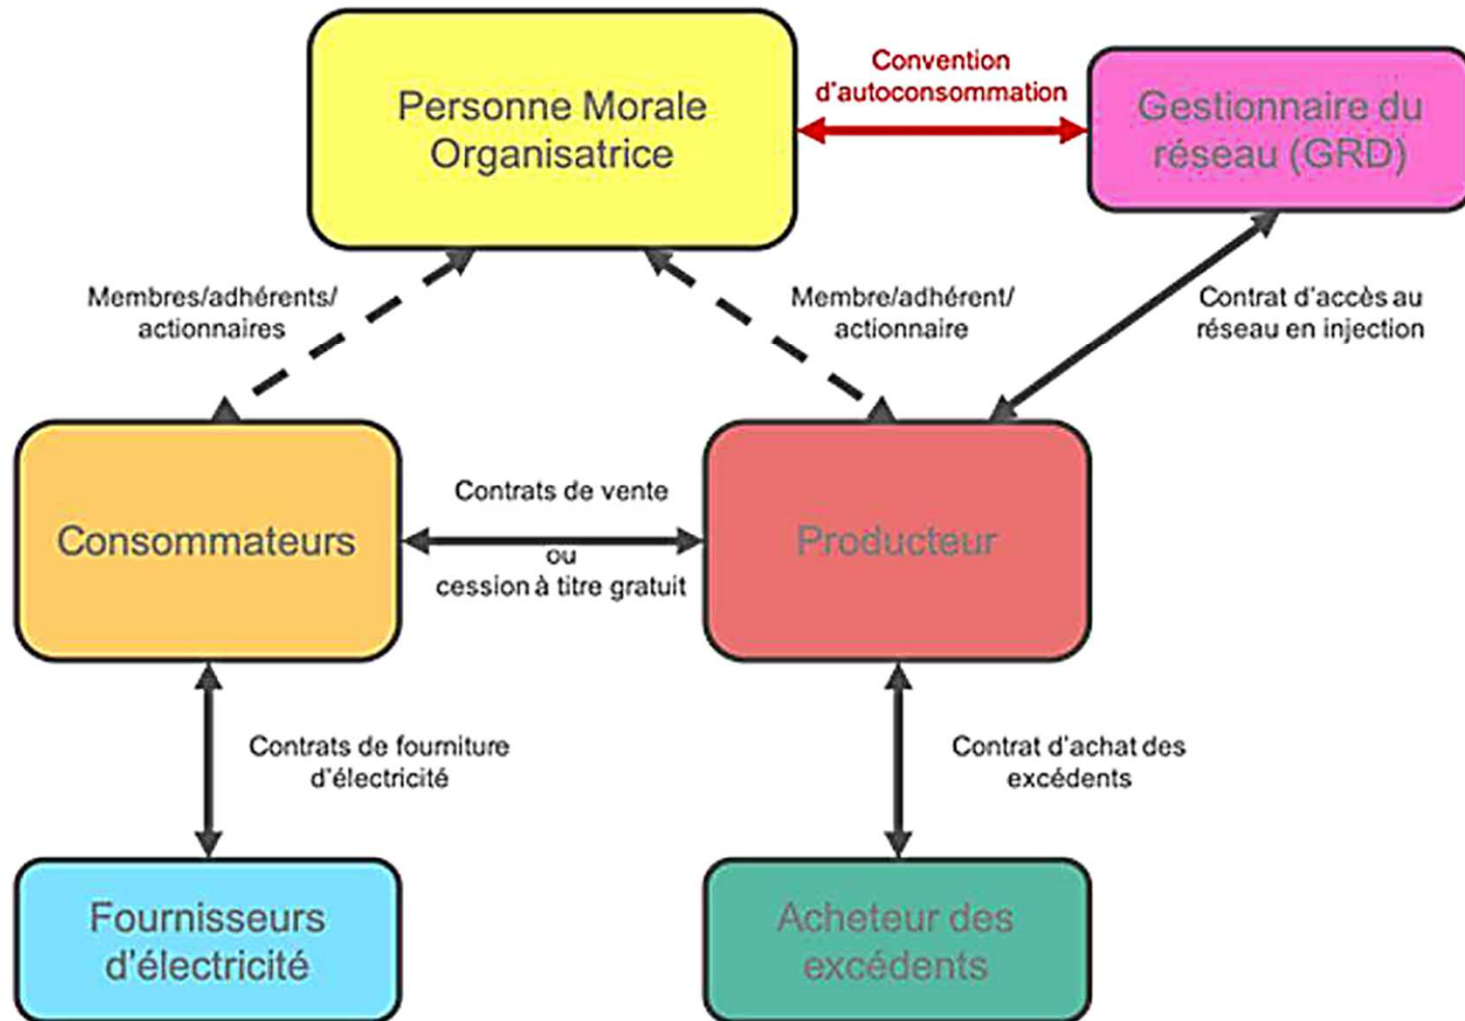 Personne Morale
Organisatrice
Convention
d'autoconsommation
Gestionnaire du
réseau (GRD)
Membres/adhérents/
actionnaires
Membre/adhérent/
actionnaire
Contrat d'accès au
réseau en injection
Consommateurs
Contrats de vente
ou
cession à titre gratuit
Producteur
Contrats de fourniture
d'électricité
Contrat d'achat des
excédents
Fournisseurs
d'électricité
Acheteur des
excédents